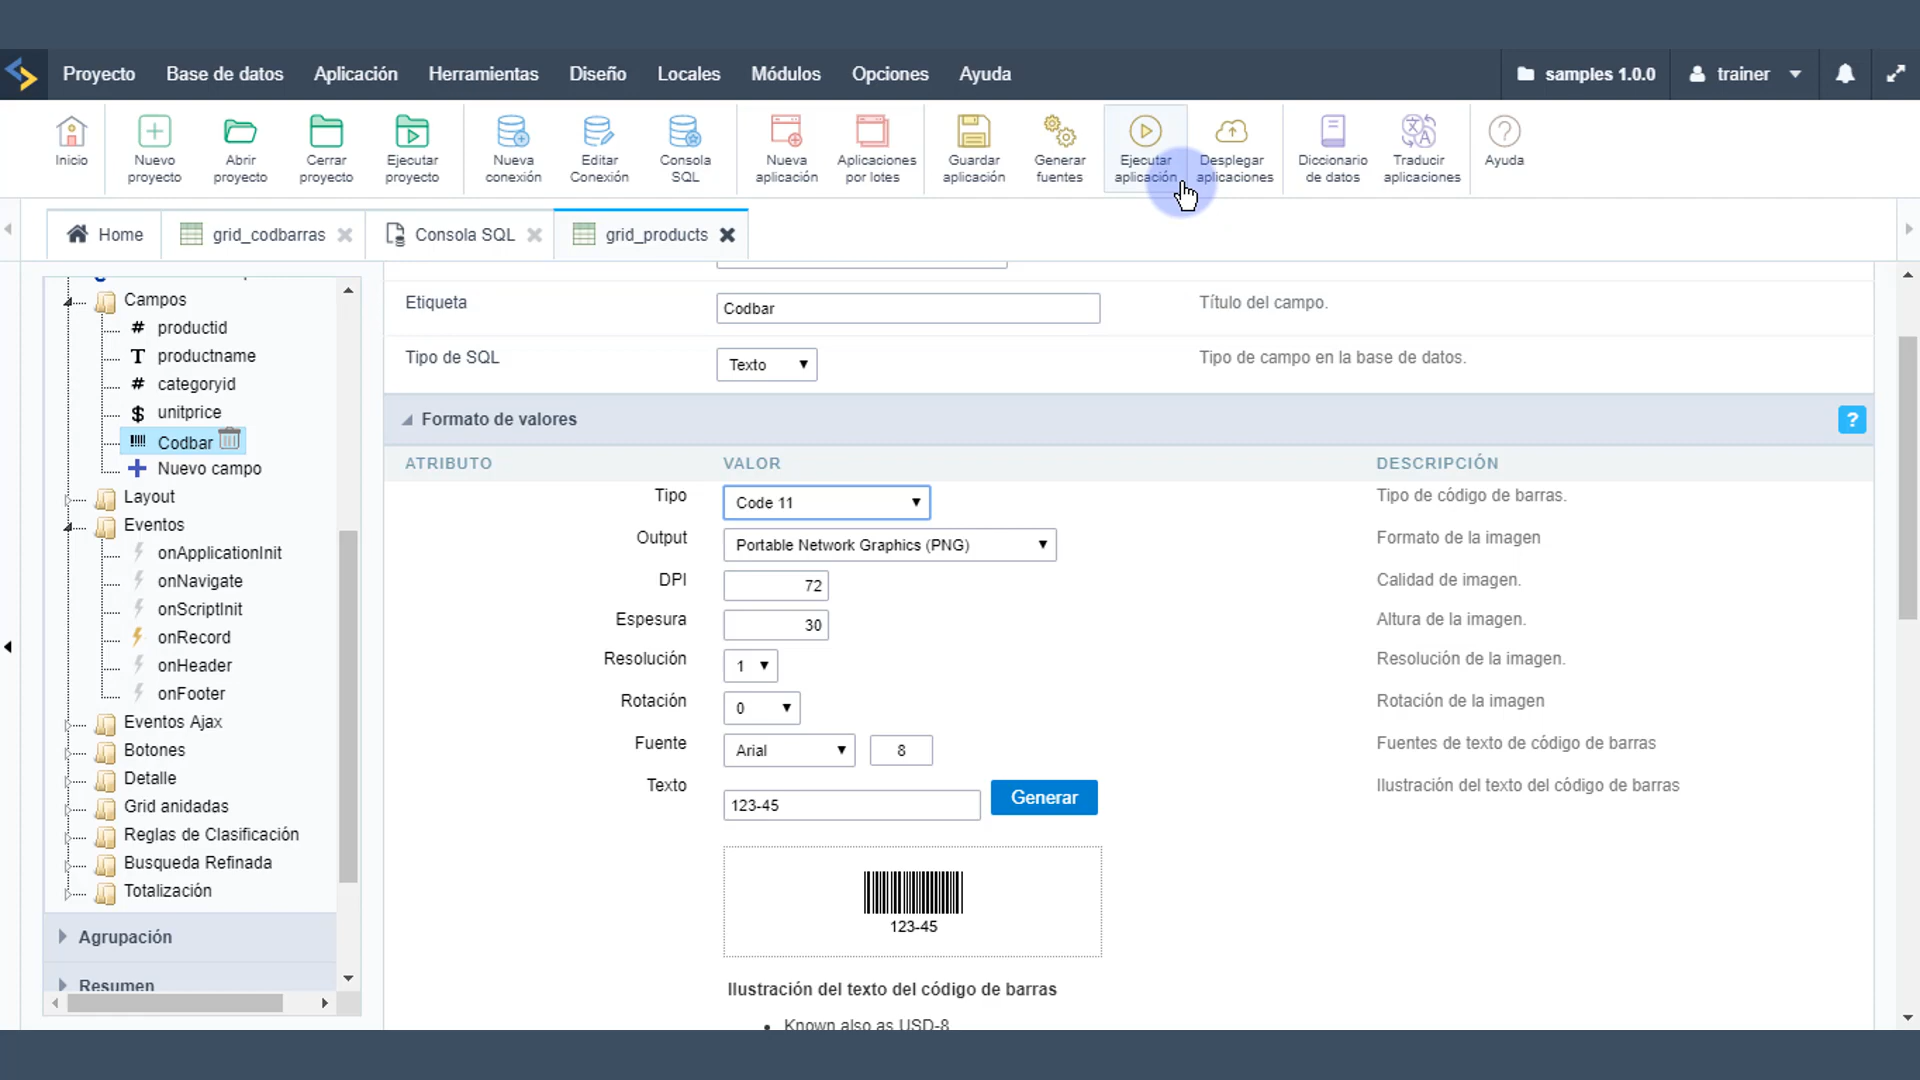 Proyecto Base de datos Aplicación Herramientas Diseño Locales Módulos Opciones Ayuda samples 1.0.0 trainer
Inicio
Nuevo proyecto
Abrir proyecto
Cerrar proyecto
Ejecutar proyecto
Nueva conexión
Editar Conexión
Consola SQL
Nueva aplicación
Aplicaciones por lotes
Guardar aplicación
Generar fuentes
Ejecutar aplicación
Desplegar aplicaciones
Diccionario de datos
Traducir aplicaciones
Ayuda
Home grid_codbarras Consola SQL grid_products
Campos
productid
productname
categoryid
unitprice
Codbar
Nuevo campo
Layout
Eventos
onApplicationInit
onNavigate
onScriptInit
onRecord
onHeader
onFooter
Eventos Ajax
Botones
Detalle
Grid anidadas
Reglas de Clasificación
Busqueda Refinada
Totalización
Agrupación
Resumen
Etiqueta Codbar Título del campo.
Tipo de SQL Texto Tipo de campo en la base de datos.
Formato de valores ?
ATRIBUTO VALOR DESCRIPCIÓN
Tipo Code 11 Tipo de código de barras.
Output Portable Network Graphics (PNG) Formato de la imagen
DPI 72 Calidad de imagen.
Espesura 30 Altura de la imagen.
Resolución 1 Resolución de la imagen.
Rotación 0 Rotación de la imagen
Fuente Arial 8 Fuentes de texto de código de barras
Texto 123-45 Generar Ilustración del texto del código de barras
123-45
Ilustración del texto del código de barras
• Known also as USD-8